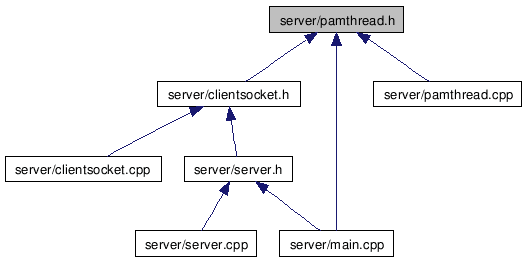 server/pamthread.h
server/clientsocket.h
server/pamthread.cpp
server/clientsocket.cpp
server/server.h
server/server.cpp
server/main.cpp